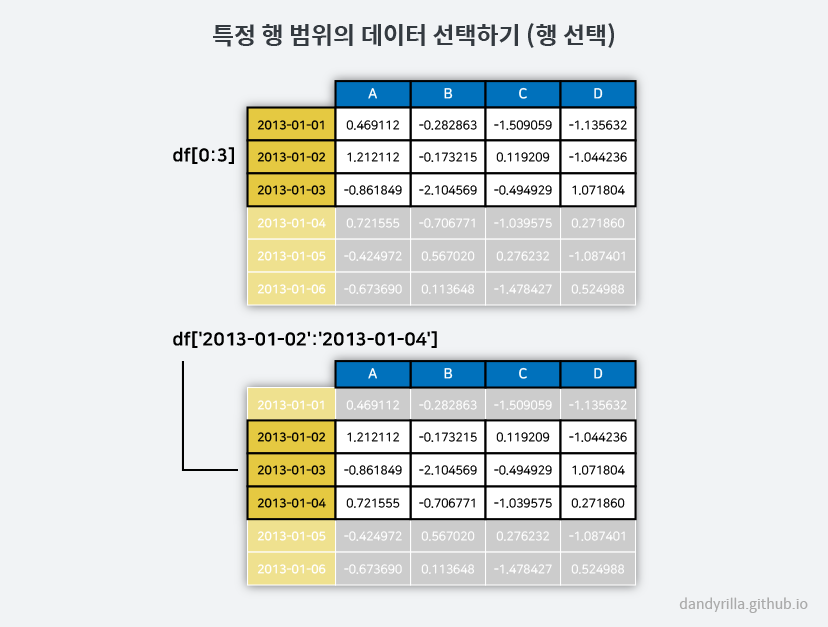 특정 행 범위의 데이터 선택하기 (행 선택)
A B C D
df[0:3]
2013-01-01 0.469112 -0.282863 -1.509059 -1.135632
2013-01-02 1.212112 -0.173215 0.119209 -1.044236
2013-01-03 -0.861849 -2.104569 -0.494929 1.071804
2013-01-04 0.721555 -0.706771 -1.039575 0.271860
2013-01-05 -0.424972 0.567020 0.276232 -1.087401
2013-01-06 -0.673690 0.113648 -1.478427 0.524988
df['2013-01-02':'2013-01-04']
A B C D
2013-01-01 0.469112 -0.282863 -1.509059 -1.135632
2013-01-02 1.212112 -0.173215 0.119209 -1.044236
2013-01-03 -0.861849 -2.104569 -0.494929 1.071804
2013-01-04 0.721555 -0.706771 -1.039575 0.271860
2013-01-05 -0.424972 0.567020 0.276232 -1.087401
2013-01-06 -0.673690 0.113648 -1.478427 0.524988
dandyrilla.github.io